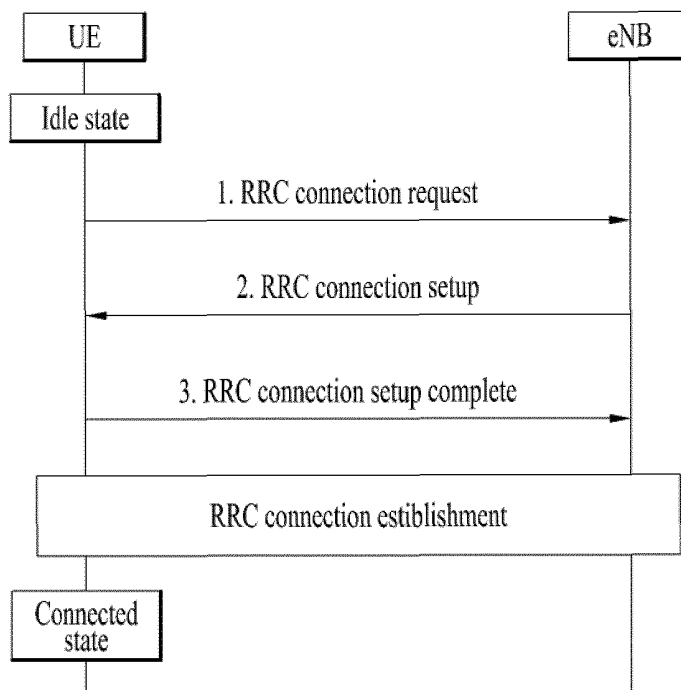 UE
eNB
Idle state
1. RRC connection request
2. RRC connection setup
3. RRC connection setup complete
RRC connection estiblishment
Connected
state